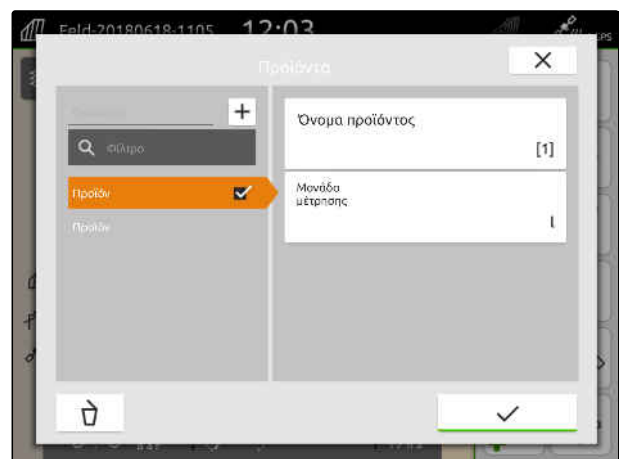 Feld-20180618-1105
12:03
Προϊόντα
Φίλτρο
Όνομα προϊόντος
[1]
Προϊόν
Μονάδα
μέτρησης
l
Προϊόν